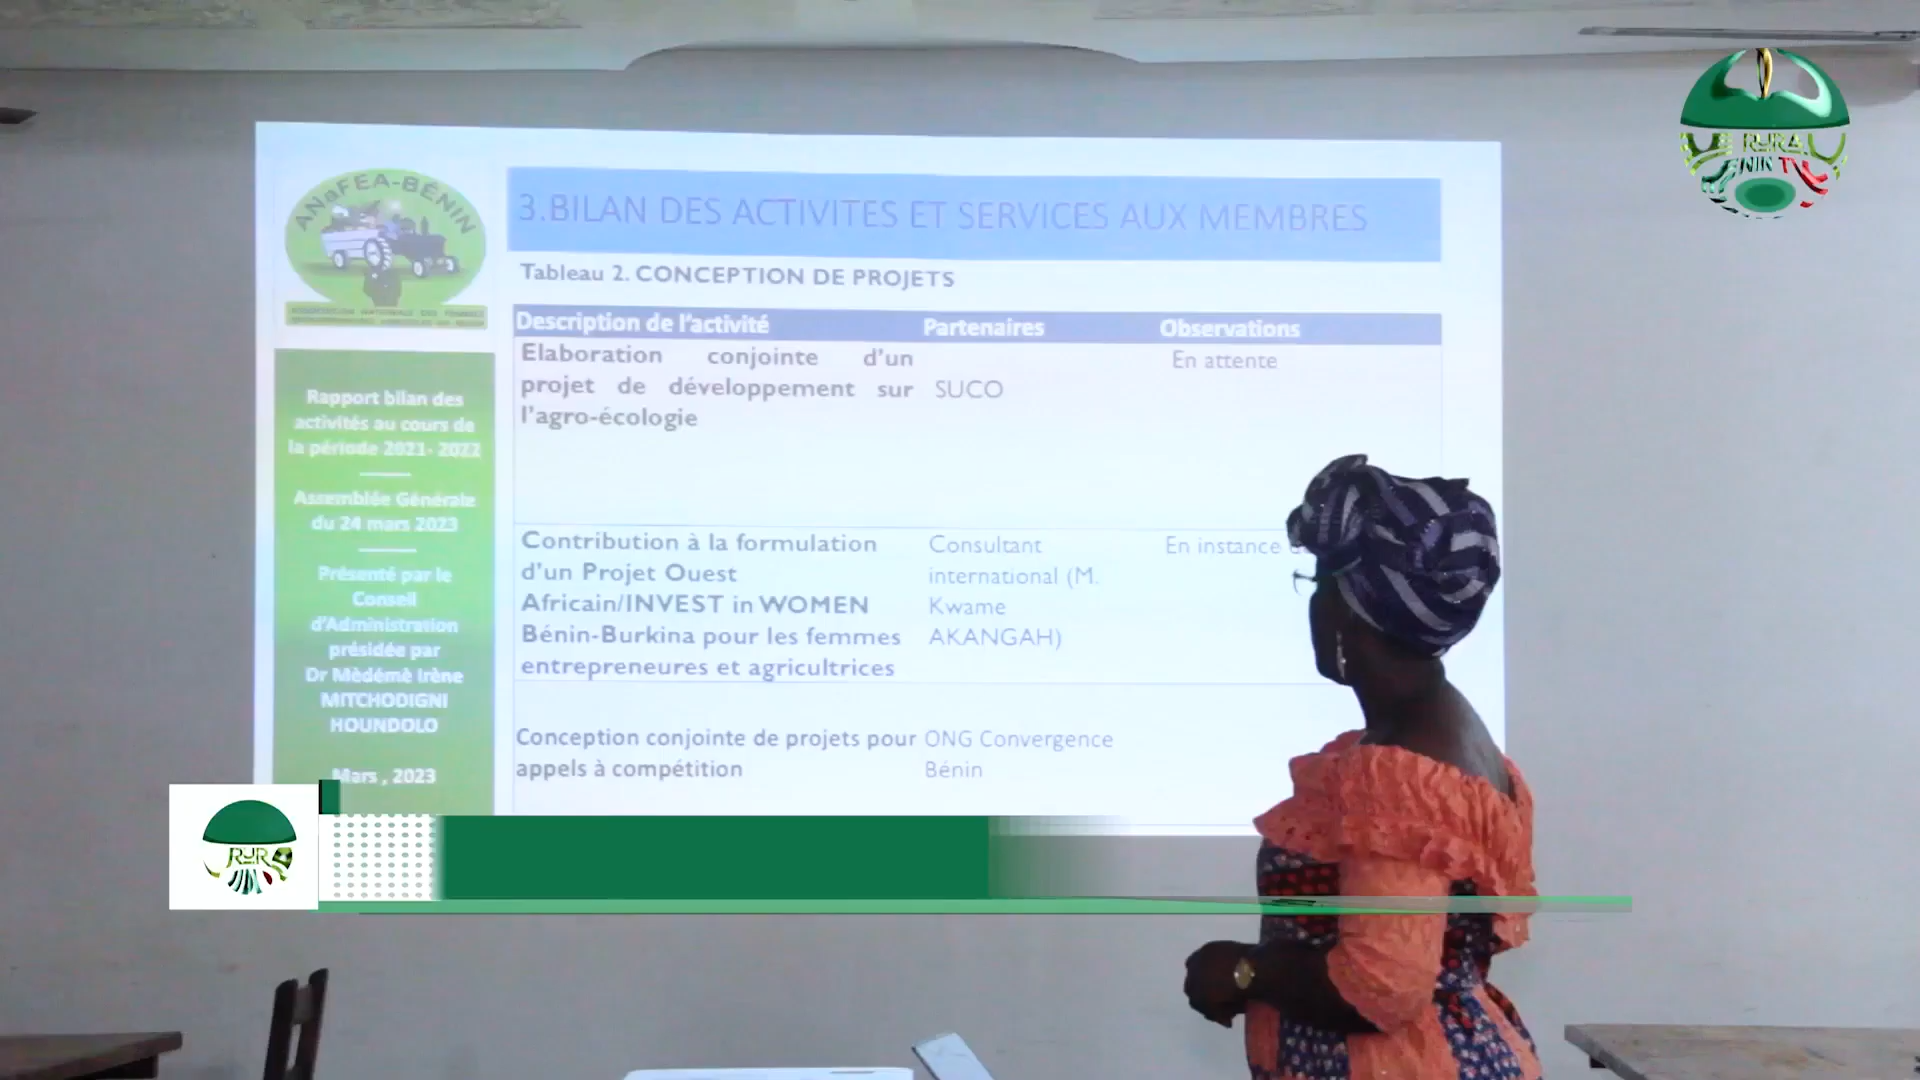 ANaFEA-BÉNIN
3.BILAN DES ACTIVITES ET SERVICES AUX MEMBRES
Tableau 2. CONCEPTION DE PROJETS
Description de l'activité Partenaires Observations
Elaboration conjointe d'un En attente
projet de développement sur SUCO
l'agro-écologie
Contribution à la formulation Consultant En instance
d'un Projet Ouest international (M.
Africain/INVEST in WOMEN Kwame
Bénin-Burkina pour les femmes AKANGAH)
entrepreneures et agricultrices
Conception conjointe de projets pour ONG Convergence
appels à compétition Bénin
Rapport bilan des
activités au cours de
la période 2021- 2022
Assemblée Générale
du 24 mars 2023
Présenté par le
Conseil
d'Administration
présidée par
Dr Mèdémè Irène
MITCHODIGNI
HOUNDOLO
Mars , 2023